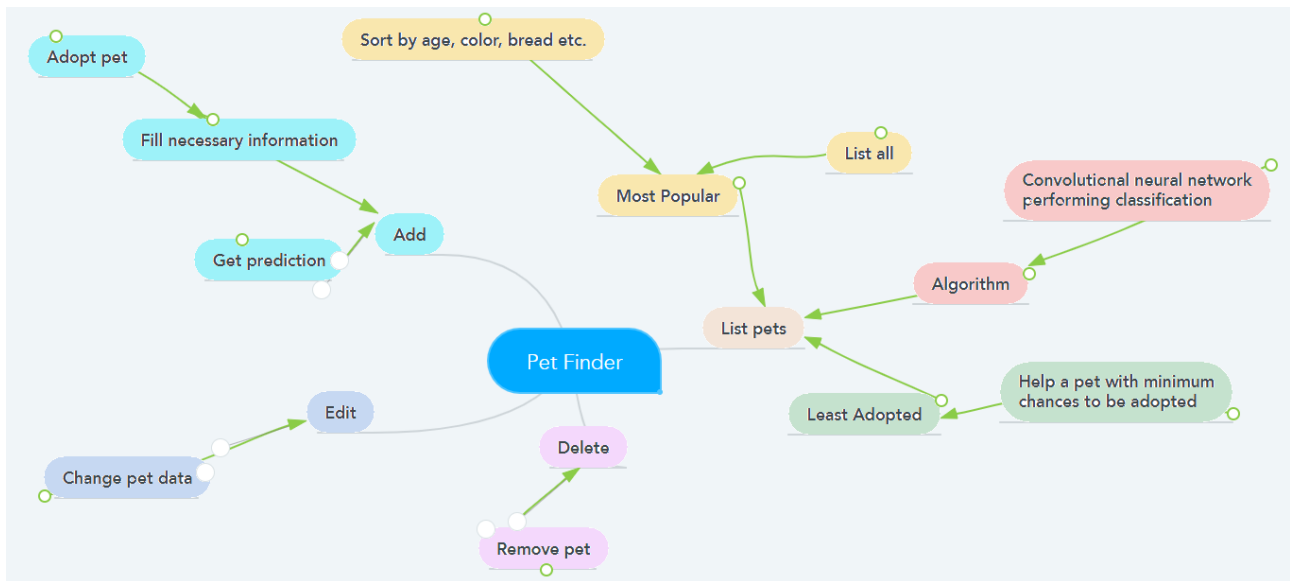 Sort by age, color, bread etc.
Adopt pet
Fill necessary information
List all
Most Popular
Convolutional neural network
performing classification
Add
Get prediction
Algorithm
List pets
Pet Finder
Help a pet with minimum
chances to be adopted
Least Adopted
Edit
Delete
Change pet data
Remove pet